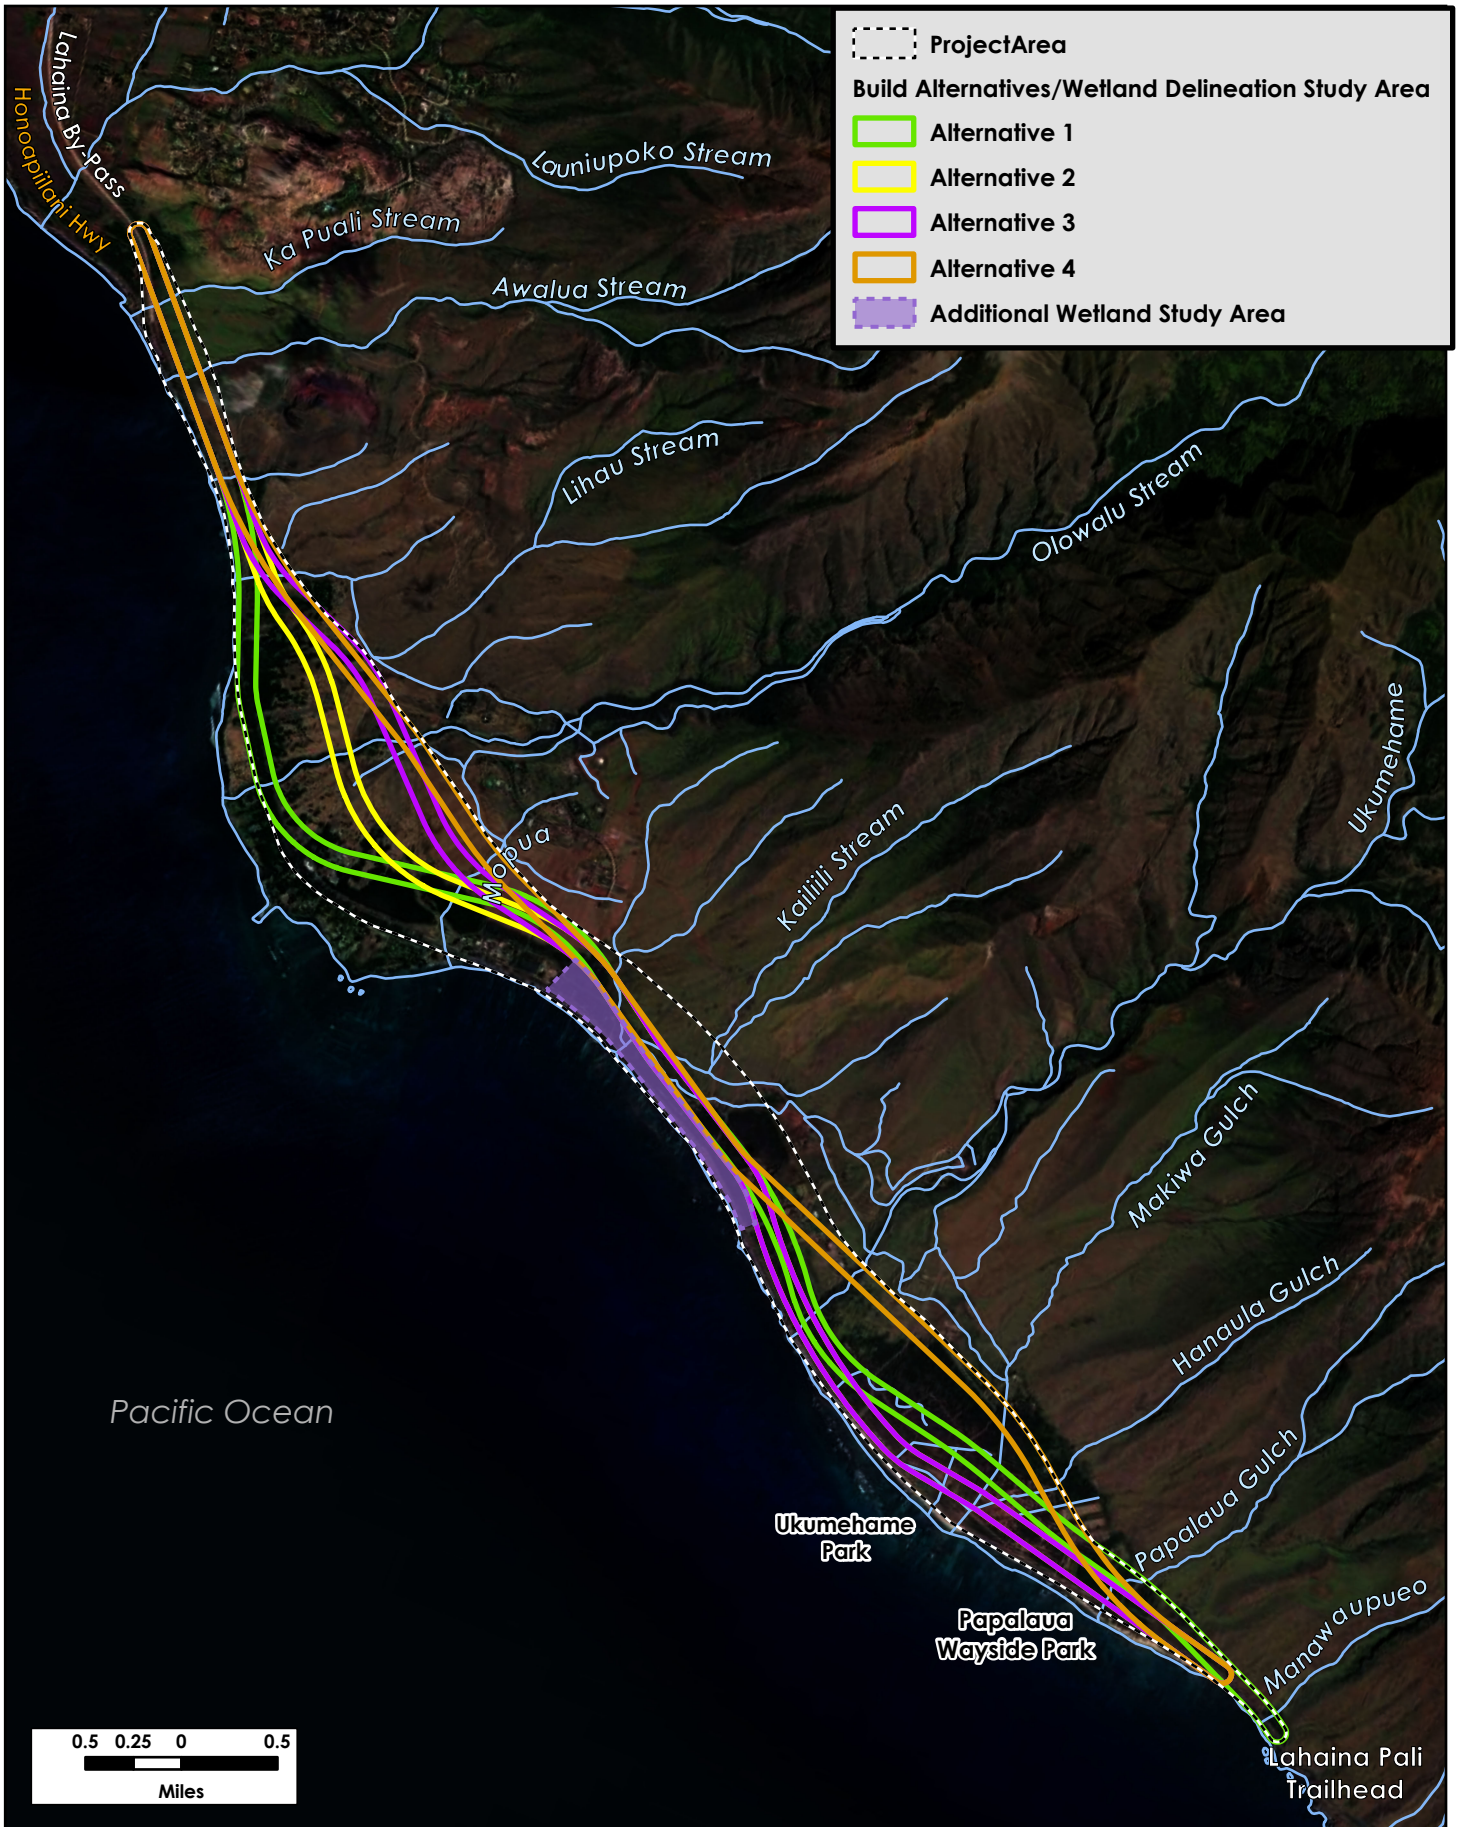 ProjectArea
Build Alternatives/Wetland Delineation Study Area
Alternative 1
Alternative 2
Alternative 3
Alternative 4
Additional Wetland Study Area
Lahaina By-Pass
Honoapiilani Hwy
Launiupoko Stream
Ka Puali Stream
Awalua Stream
Lihau Stream
Olowalu Stream
Ukumehame
Mopua
Kailiili Stream
Makiwa Gulch
Hanaula Gulch
Pacific Ocean
Papalaua Gulch
Ukumehame
Park
Papalaua
Wayside Park
Manawaupueo
Lahaina Pali
Trailhead
0.5 0.25 0 0.5
Miles